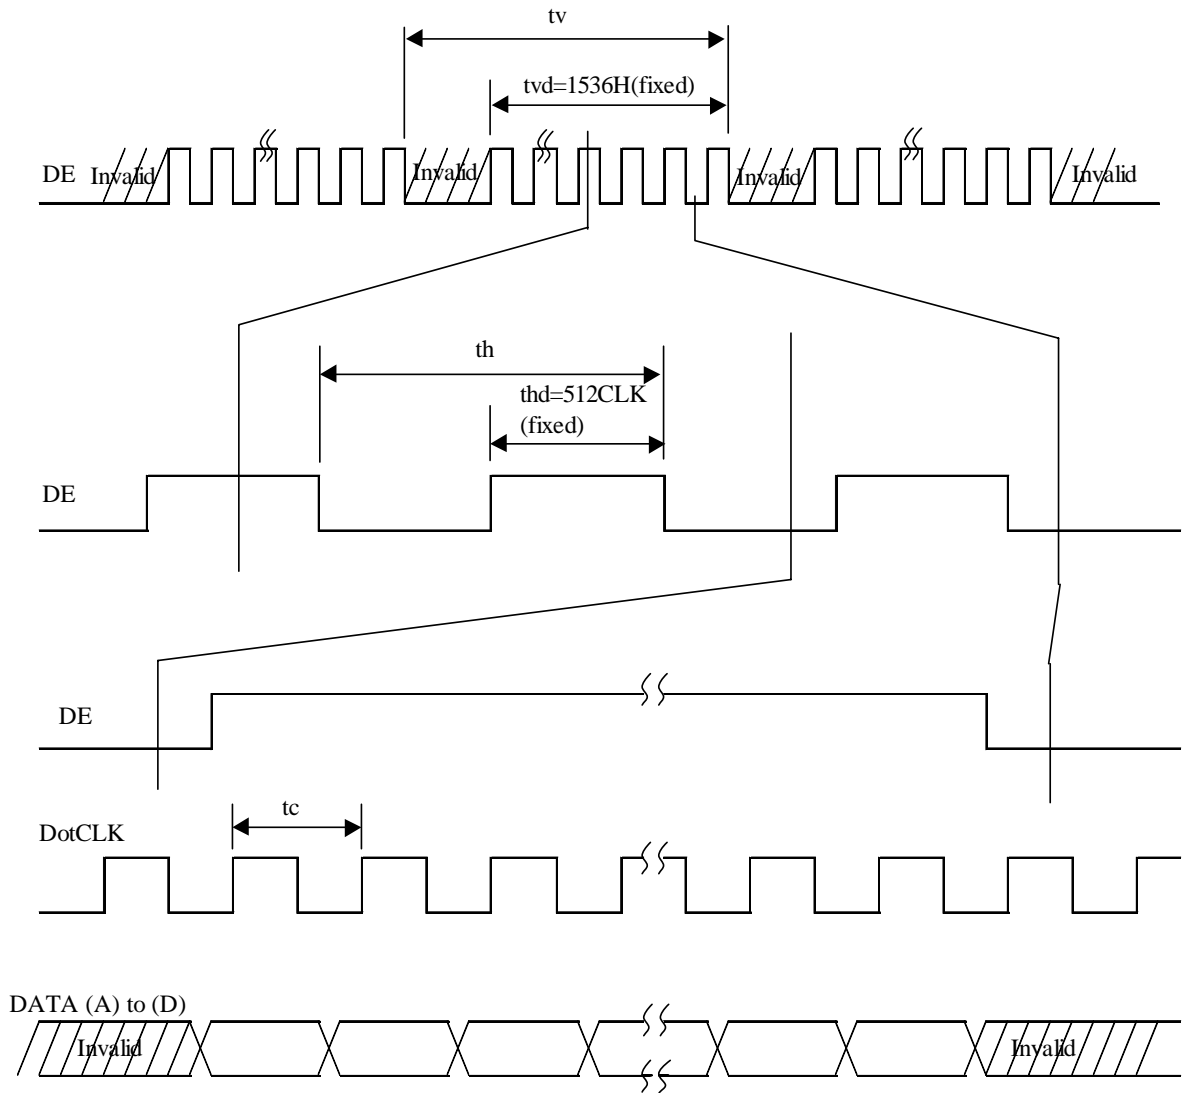 tv
tvd=1536H(fixed)
DE Invalid Invalid Invalid Invalid
th
thd=512CLK
(fixed)
DE
DE
tc
DotCLK
DATA (A) to (D)
Invalid Invalid